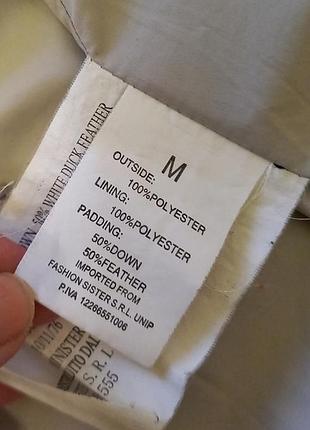 M
OUTSIDE:
100%POLYESTER
LINING:
100%POLYESTER
PADDING:
50%DOWN
50%FEATHER
IMPORTED FROM
FASHION SISTER S.R.L. UNIP
P.IVA 12266551006
50% WHITE DUCK FEATHER
S. R. L
555